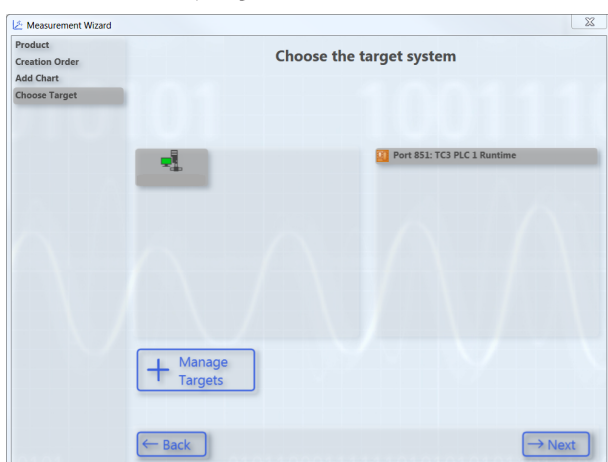 Measurement Wizard
Product
Creation Order
Add Chart
Choose Target
Choose the target system
Port 851: TC3 PLC 1 Runtime
Manage
Targets
Back
Next